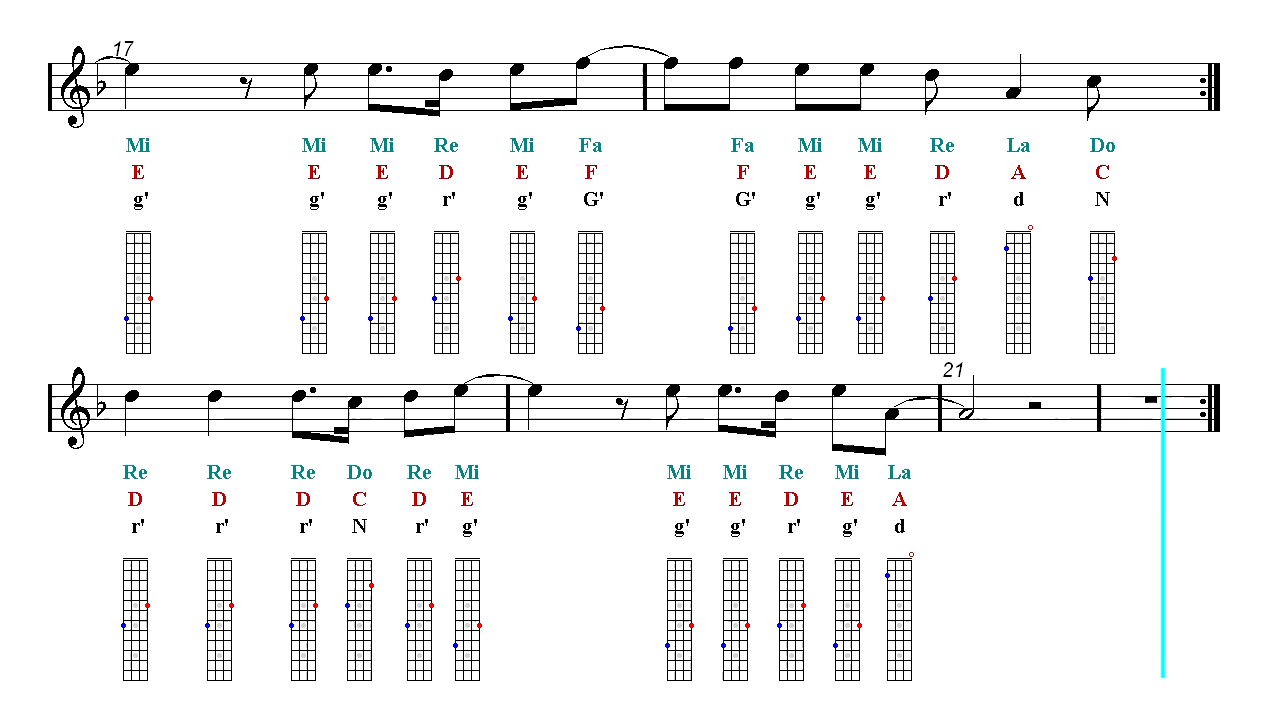 17
Mi Mi Mi Re Mi Fa Fa Mi Mi Re La Do
E E E D E F F E E D A C
g' g' g' r' g' G' G' g' g' r' d N
21
Re Re Re Do Re Mi Mi Mi Re Mi La
D D D C D E E E D E A
r' r' r' N r' g' g' g' r' g' d